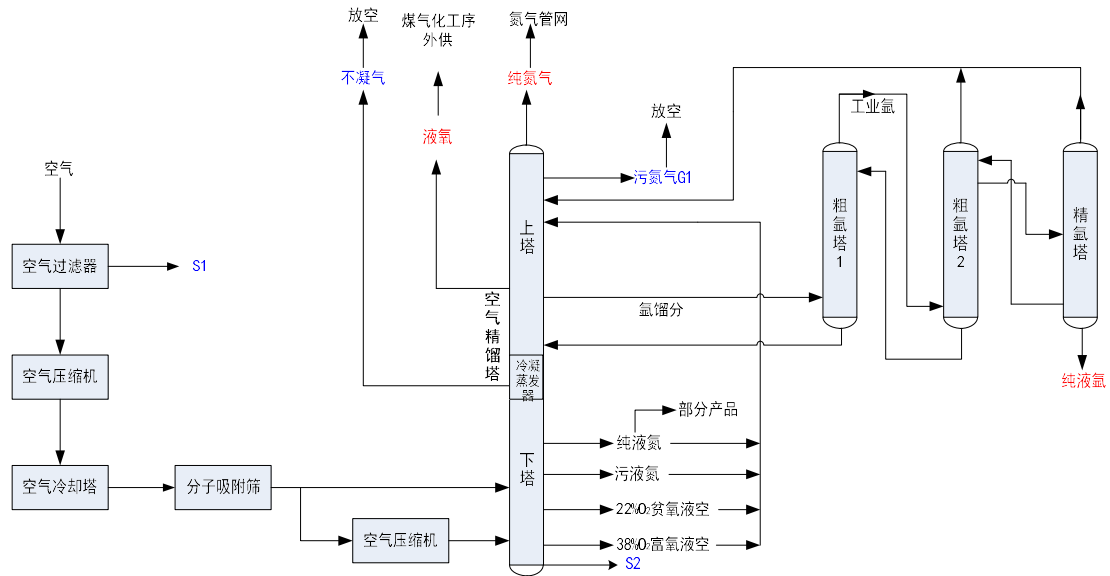 放空
煤气化工序
外供
氮气管网
不凝气
纯氮气
液氧
放空
工业氩
空气
污氮气G1
上塔
粗氩塔1
粗氩塔2
精氩塔
空气过滤器
S1
空气精馏塔
氩馏分
空气压缩机
冷凝
蒸发
器
纯液氩
部分产品
纯液氮
下塔
污液氮
空气冷却塔
分子吸附筛
22%O₂贫氧液空
空气压缩机
38%O₂富氧液空
S2